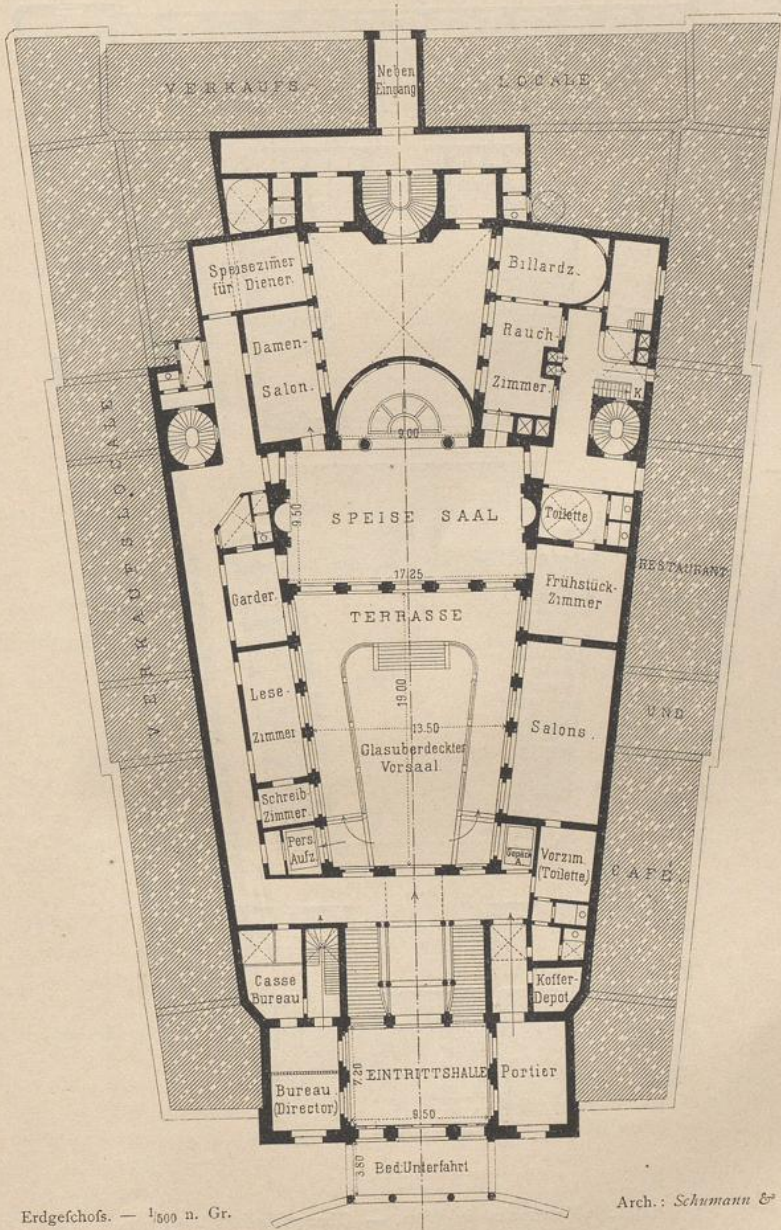 Neben
Eingang
VERKAUFS-
LOCALE
Speisezimer
für Diener.
Billardz.
Damen-
Salon.
Rauch-
Zimmer.
K
9.00
SPEISE SAAL
9.50
17.25
Toilette
VERKAUFSLOCALE
RESTAURANT
UND
CAFÉ.
Garder.
Frühstück-
Zimmer
TERRASSE
Lese-
Zimmer
19.00
13.50
Glasuberdeckter
Vorsaal.
Salons.
Schreib-
Zimmer
Pers.
Aufz
Gepäck
A.
Vorzim.
(Toilette)
Casse
Bureau
Koffer-
Depot.
Bureau
(Director)
7.20
EINTRITTSHALLE
Portier
9.50
3.80
Bed.Unterfahrt
Erdgeſchoſs. — 1/500 n. Gr.
Arch.: Schumann &